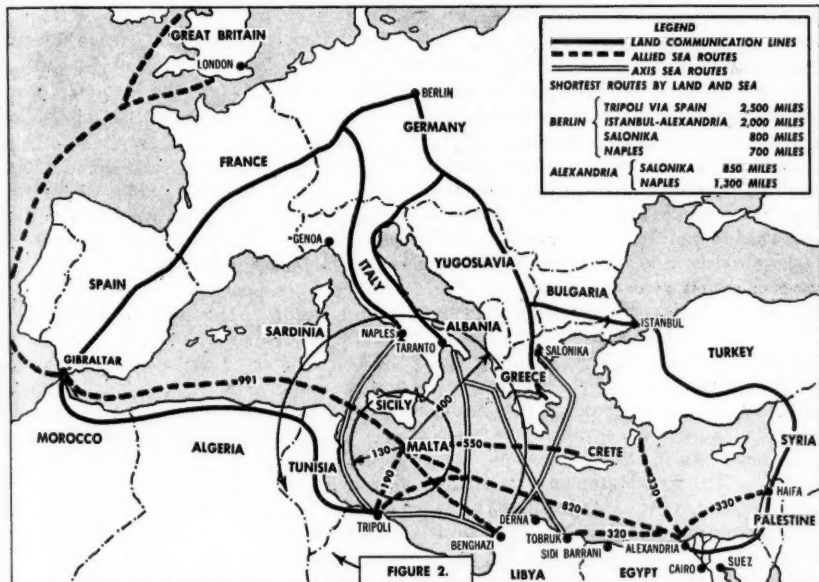 GREAT BRITAIN
LONDON
BERLIN
GERMANY
FRANCE
GENOA
ITALY
YUGOSLAVIA
BULGARIA
ISTANBUL
SPAIN
SARDINIA
NAPLES
TARANTO
ALBANIA
SALONIKA
TURKEY
GIBRALTAR
991
SICILY
400
GREECE
MOROCCO
ALGERIA
TUNISIA
130
MALTA
550
CRETE
SYRIA
190
820
330
330
HAIFA
PALESTINE
TRIPOLI
BENGHAZI
DERNA
TOBRUK
320
SIDI BARRANI
ALEXANDRIA
CAIRO
SUEZ
LIBYA
EGYPT
FIGURE 2.
LEGEND
LAND COMMUNICATION LINES
ALLIED SEA ROUTES
AXIS SEA ROUTES
SHORTEST ROUTES BY LAND AND SEA
BERLIN
TRIPOLI VIA SPAIN 2,500 MILES
ISTANBUL-ALEXANDRIA 2,000 MILES
SALONIKA 800 MILES
NAPLES 700 MILES
ALEXANDRIA
SALONIKA 850 MILES
NAPLES 1,300 MILES